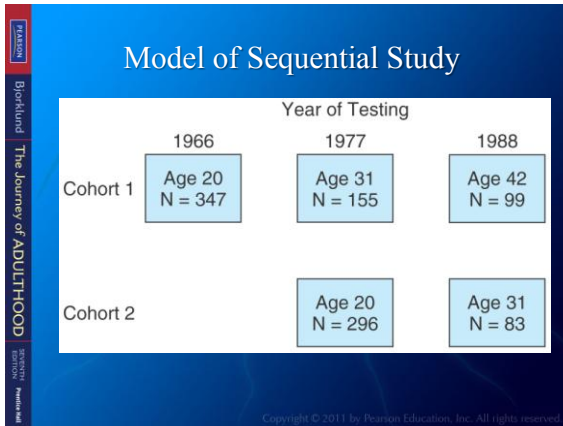 PEARSON
Bjorklund
The Journey of ADULTHOOD
SEVENTH
EDITION
Prentice Hall
Model of Sequential Study
Year of Testing
1966 1977 1988
Cohort 1
Age 20
N = 347
Age 31
N = 155
Age 42
N = 99
Cohort 2
Age 20
N = 296
Age 31
N = 83
Copyright © 2011 by Pearson Education, Inc. All rights reserved